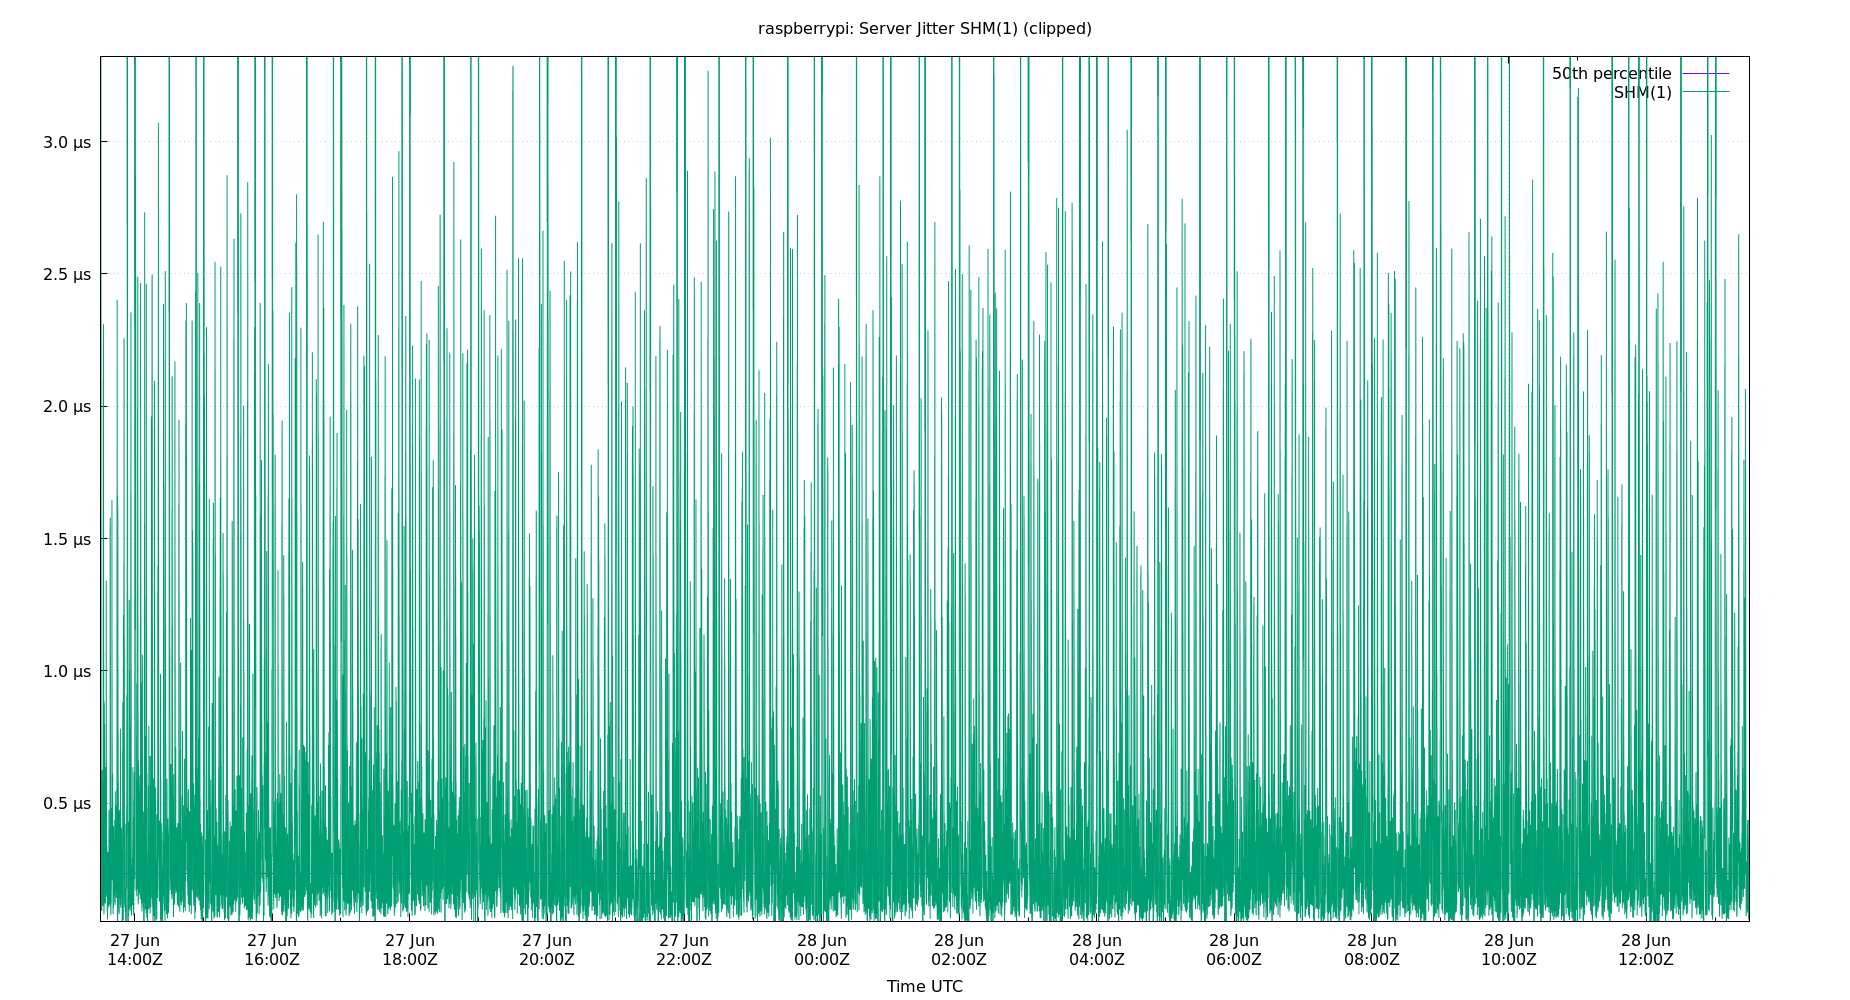 raspberrypi: Server Jitter SHM(1) (clipped)
50th percentile
SHM(1)
3.0 µs
2.5 µs
2.0 µs
1.5 µs
1.0 µs
0.5 µs
27 Jun 27 Jun 27 Jun 27 Jun 27 Jun 28 Jun 28 Jun 28 Jun 28 Jun 28 Jun 28 Jun 28 Jun
14:00Z 16:00Z 18:00Z 20:00Z 22:00Z 00:00Z 02:00Z 04:00Z 06:00Z 08:00Z 10:00Z 12:00Z
Time UTC